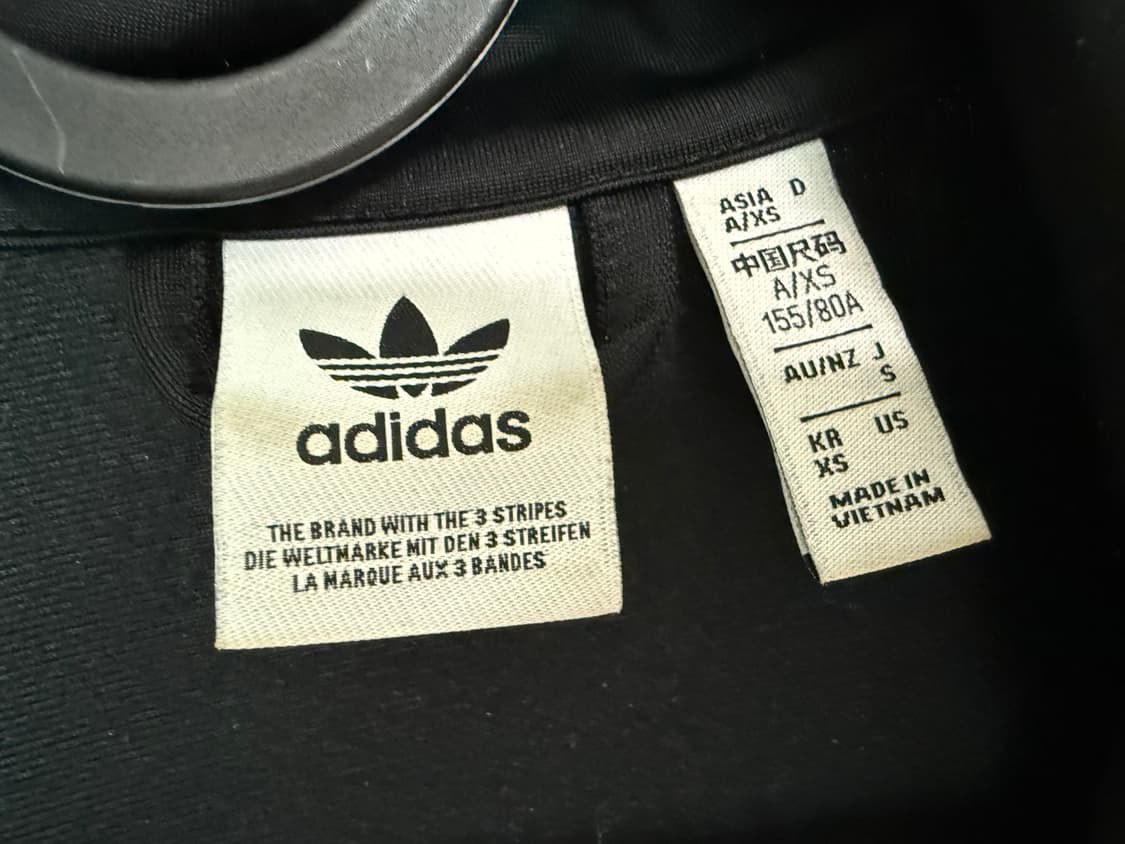 adidas
THE BRAND WITH THE 3 STRIPES
DIE WELTMARKE MIT DEN 3 STREIFEN
LA MARQUE AUX 3 BANDES
ASIA D
A/XS
中国尺码
A/XS
155/80A
AU/NZ J
S
KR US
XS
MADE IN
VIETNAM